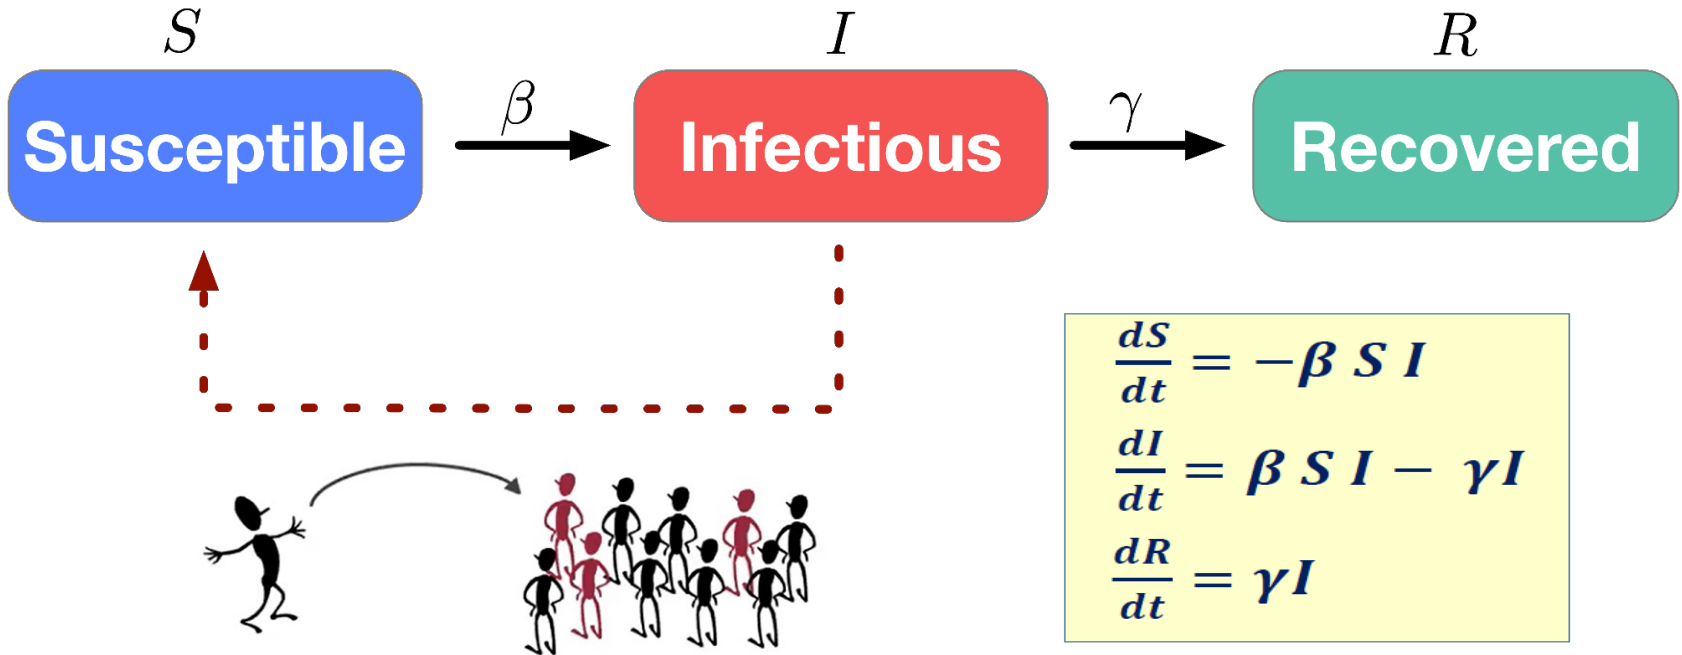 S I R
Susceptible β Infectious γ Recovered
dS/dt = −β S I
dI/dt = β S I − γI
dR/dt = γI